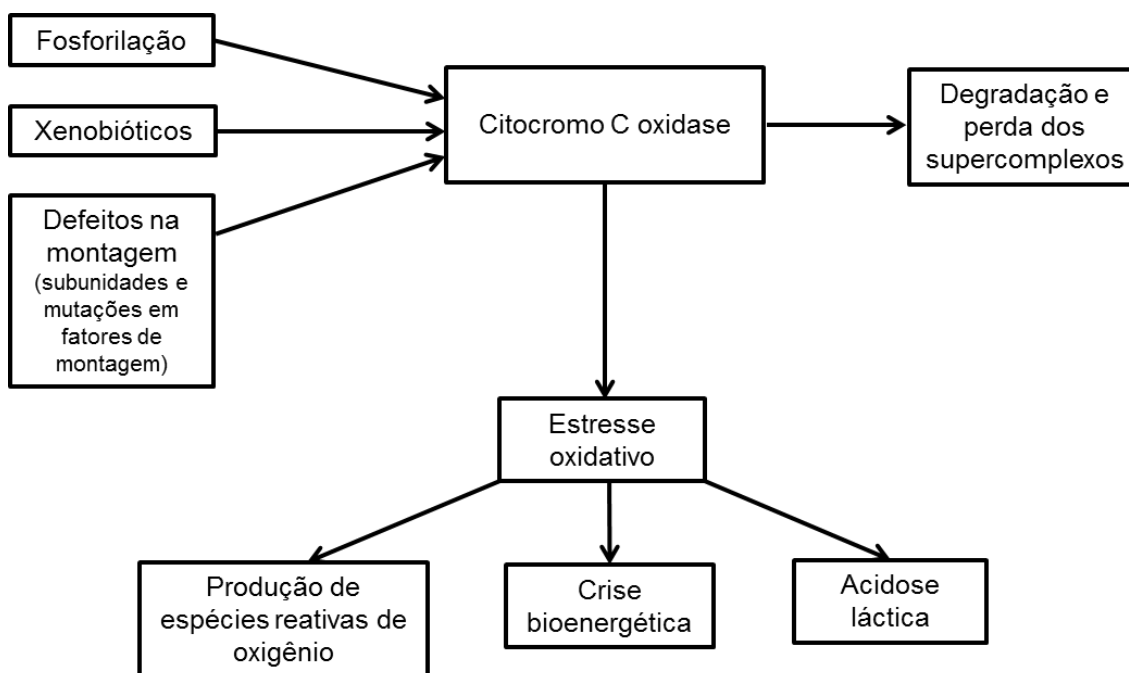 Fosforilação
Xenobióticos
Defeitos na
montagem
(subunidades e
mutações em
fatores de
montagem)
Citocromo C oxidase
Degradação e
perda dos
supercomplexos
Estresse
oxidativo
Produção de
espécies reativas de
oxigênio
Crise
bioenergética
Acidose
láctica